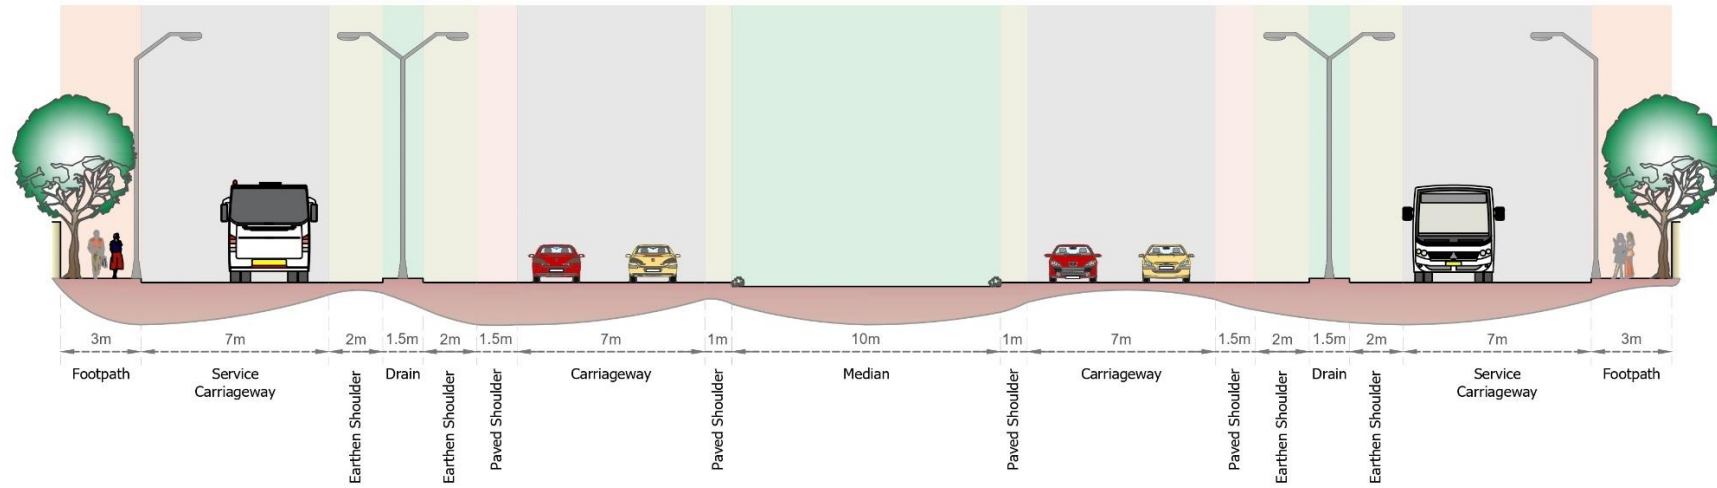 3m 7m 2m 1.5m 2m 1.5m 7m 1m 10m 1m 7m 1.5m 2m 1.5m 2m 7m 3m
Footpath
Service
Carriageway
Earthen Shoulder
Drain
Earthen Shoulder
Paved Shoulder
Carriageway
Paved Shoulder
Median
Paved Shoulder
Carriageway
Paved Shoulder
Earthen Shoulder
Drain
Earthen Shoulder
Service
Carriageway
Footpath